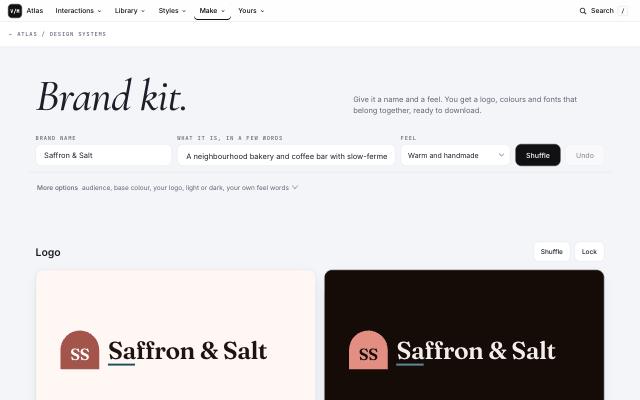 V/M Atlas Interactions Library Styles Make Yours Search /
← ATLAS / DESIGN SYSTEMS
Brand kit.
Give it a name and a feel. You get a logo, colours and fonts that
belong together, ready to download.
BRAND NAME WHAT IT IS, IN A FEW WORDS FEEL
Saffron & Salt A neighbourhood bakery and coffee bar with slow-ferme Warm and handmade Shuffle Undo
More options audience, base colour, your logo, light or dark, your own feel words
Logo Shuffle Lock
SS Saffron & Salt SS Saffron & Salt